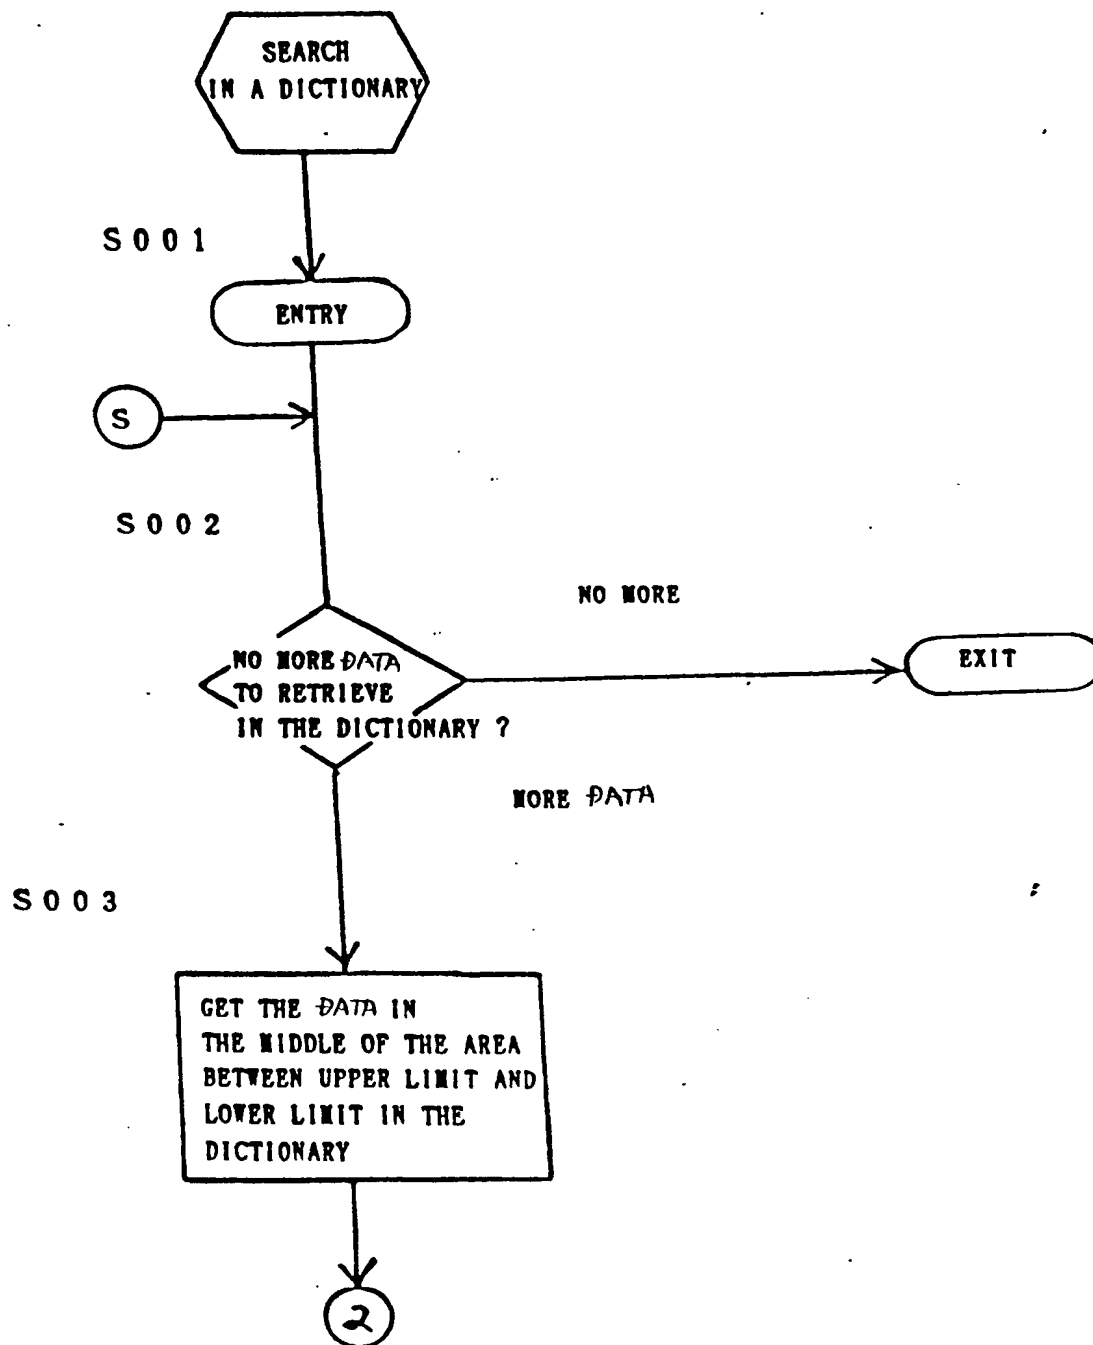 SEARCH
IN A DICTIONARY
S001
ENTRY
S
S002
NO MORE
NO MORE DATA
TO RETRIEVE
IN THE DICTIONARY ?
EXIT
MORE DATA
S003
GET THE DATA IN
THE MIDDLE OF THE AREA
BETWEEN UPPER LIMIT AND
LOWER LIMIT IN THE
DICTIONARY
2